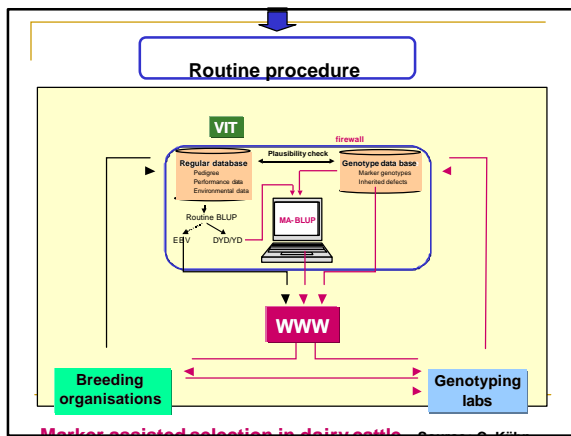 Routine procedure
VIT
firewall
Plausibility check
Regular database
Pedigree
Performance data
Environmental data
Genotype data base
Marker genotypes
Inherited defects
Routine BLUP
MA-BLUP
EBV
DYD/YD
WWW
Breeding
organisations
Genotyping
labs
Marker assisted selection in dairy cattle